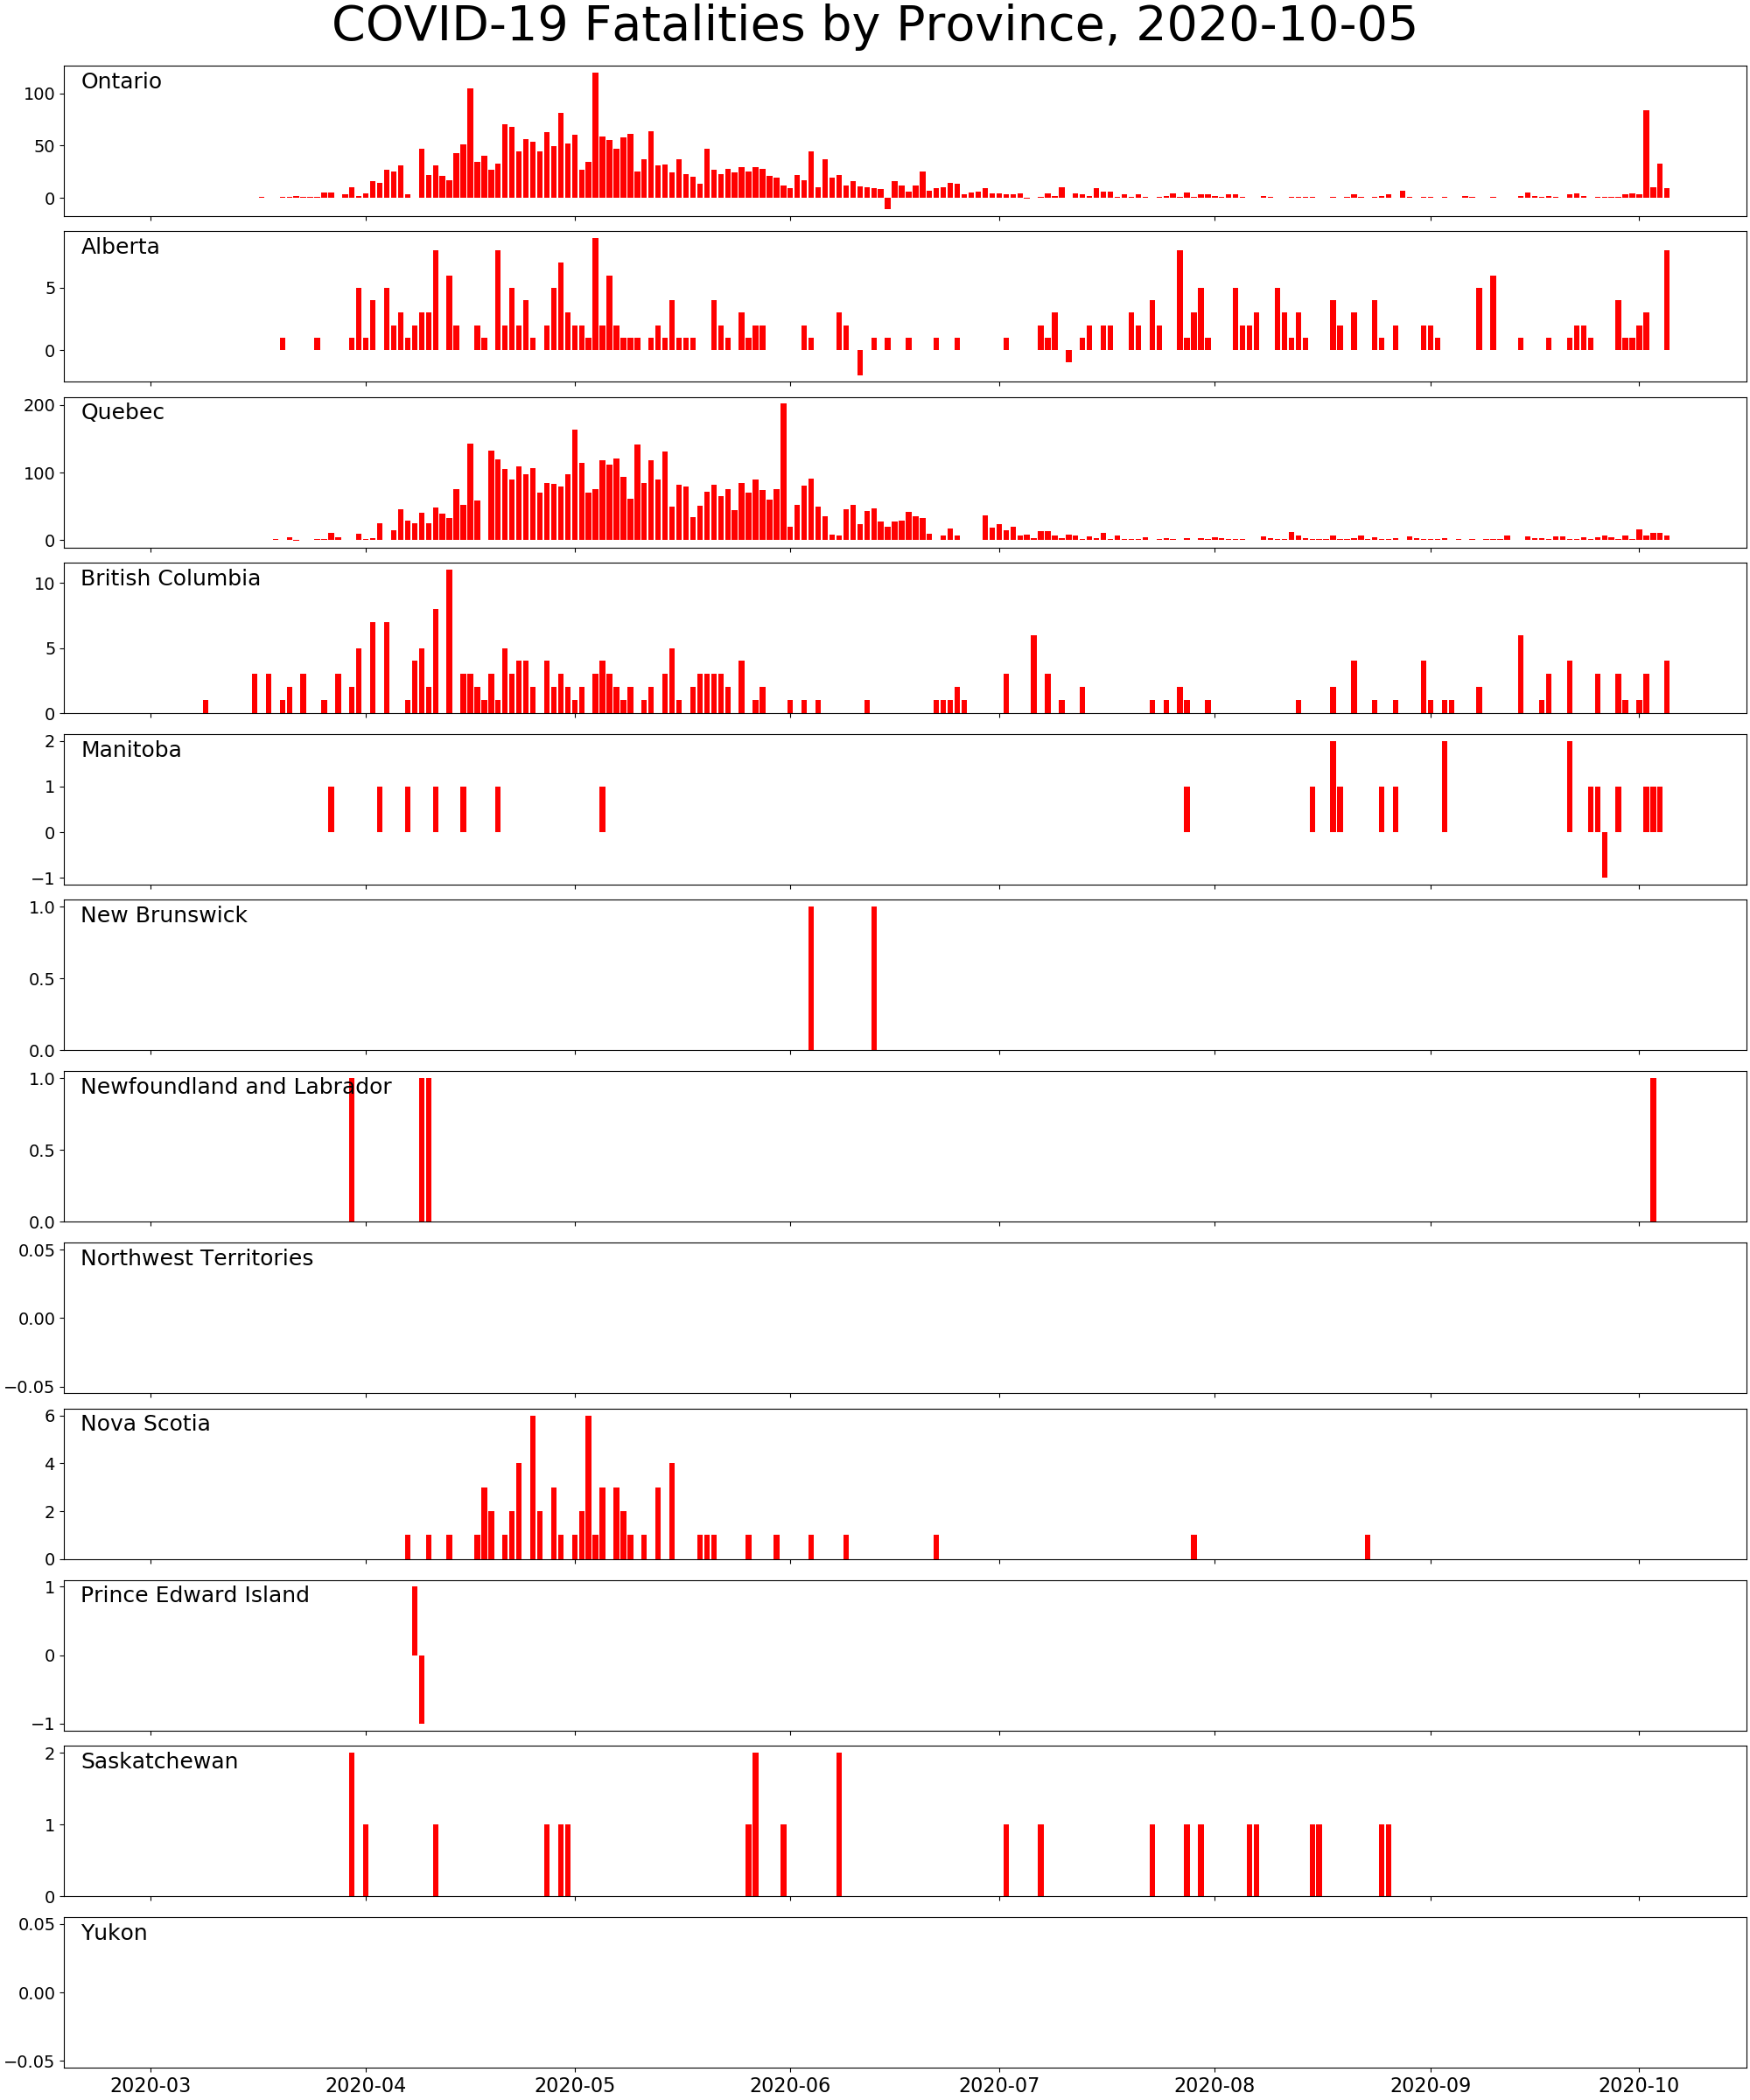 COVID-19 Fatalities by Province, 2020-10-05
Ontario
100
50
0
Alberta
5
0
Quebec
200
100
0
British Columbia
10
5
0
Manitoba
2
1
0
−1
New Brunswick
1.0
0.5
0.0
Newfoundland and Labrador
1.0
0.5
0.0
Northwest Territories
0.05
0.00
−0.05
Nova Scotia
6
4
2
0
Prince Edward Island
1
0
−1
Saskatchewan
2
1
0
Yukon
0.05
0.00
−0.05
2020-03 2020-04 2020-05 2020-06 2020-07 2020-08 2020-09 2020-10